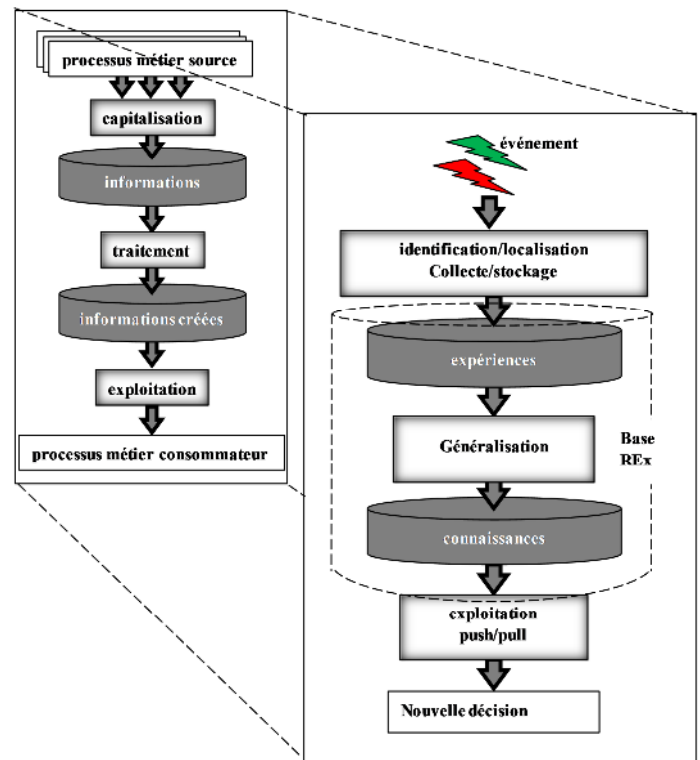 processus métier source
capitalisation
informations
traitement
informations créées
exploitation
processus métier consommateur
événement
identification/localisation
Collecte/stockage
expériences
Généralisation
Base
REx
connaissances
exploitation
push/pull
Nouvelle décision